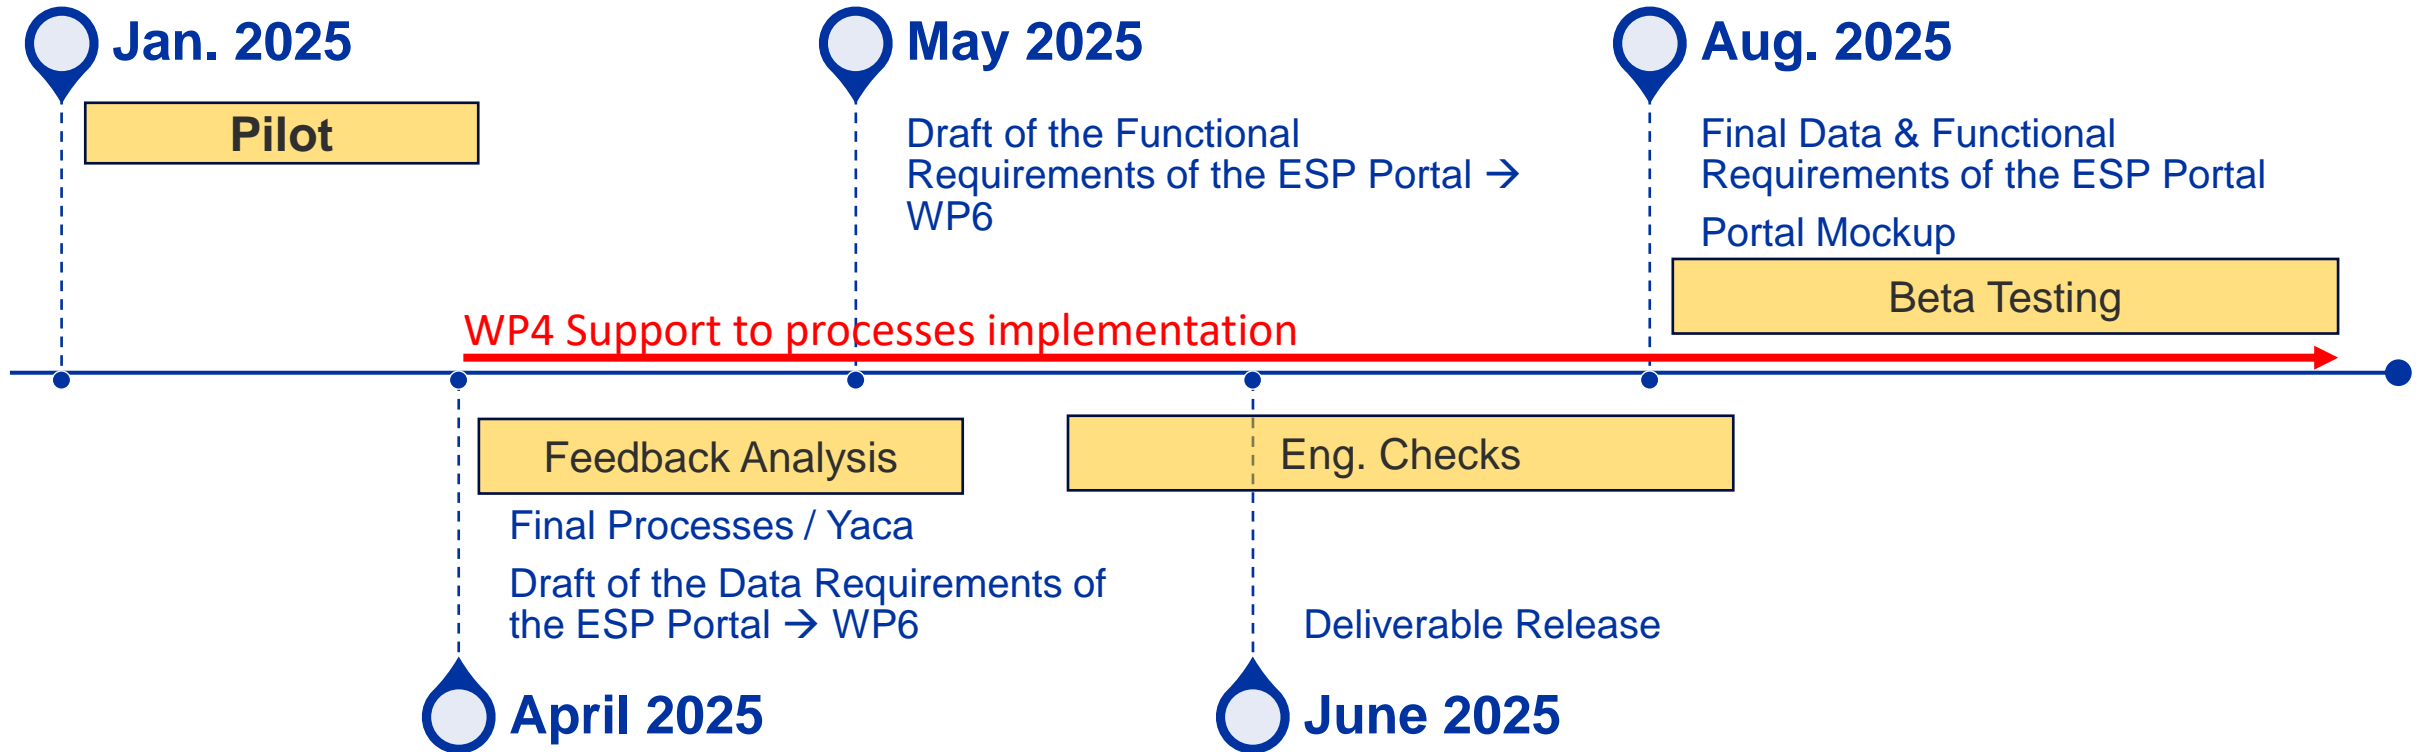 Jan. 2025
May 2025
Aug. 2025
Pilot
Draft of the Functional
Requirements of the ESP Portal →
WP6
Final Data & Functional
Requirements of the ESP Portal
Portal Mockup
Beta Testing
WP4 Support to processes implementation
Feedback Analysis
Eng. Checks
Final Processes / Yaca
Draft of the Data Requirements of
the ESP Portal → WP6
Deliverable Release
April 2025
June 2025